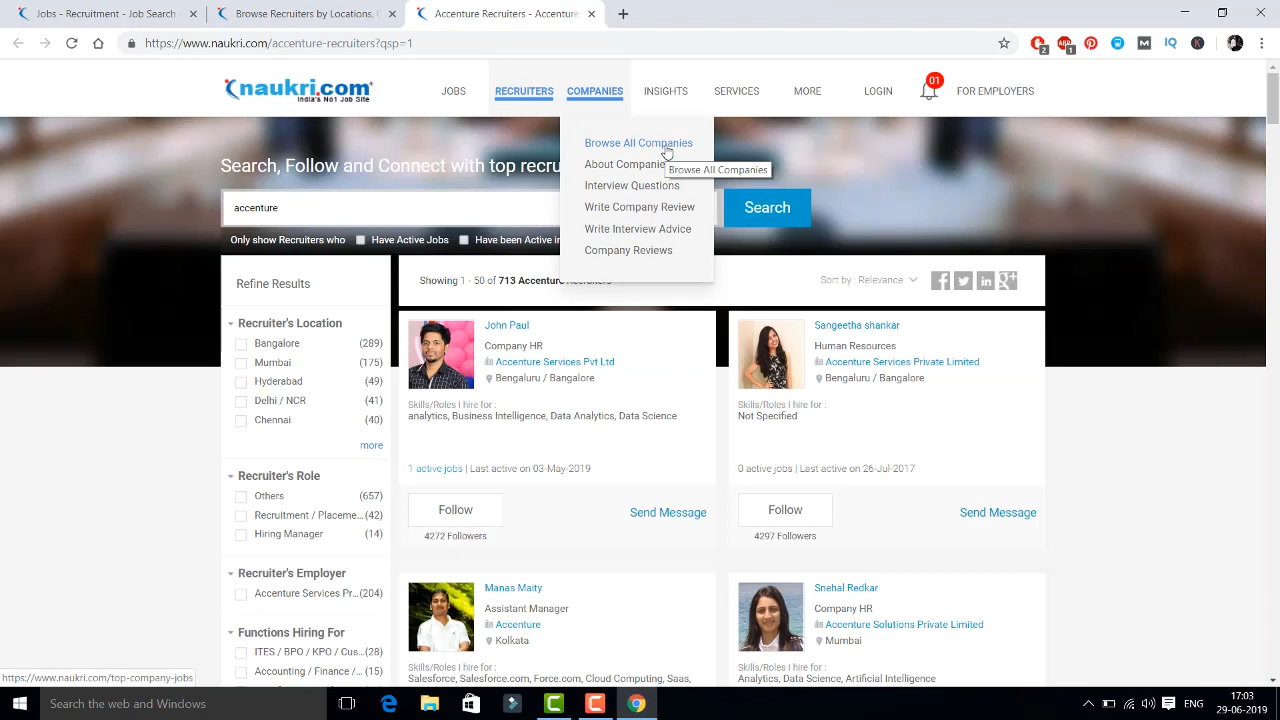 Jobs - Recruitment - Job Search -
Browse by Companies, Location, G
Accenture Recruiters - Accenture
https://www.naukri.com/accenture-recruiters?qsp=1
2
1
naukri.com
India's No1 Job Site
JOBS
RECRUITERS
COMPANIES
INSIGHTS
SERVICES
MORE
LOGIN
01
FOR EMPLOYERS
Browse All Companies
About Companie
Browse All Companies
Interview Questions
Write Company Review
Write Interview Advice
Company Reviews
Search, Follow and Connect with top recru
accenture
Search
Only show Recruiters who
Have Active Jobs
Have been Active in
Refine Results
Showing 1 - 50 of 713 Accenture Recruiters
Sort by : Relevance
Recruiter's Location
Bangalore (289)
Mumbai (175)
Hyderabad (49)
Delhi / NCR (41)
Chennai (40)
more
Recruiter's Role
Others (657)
Recruitment / Placeme... (42)
Hiring Manager (14)
Recruiter's Employer
Accenture Services Pr... (204)
Functions Hiring For
ITES / BPO / KPO / Cus... (28)
Accounting / Finance / (15)
John Paul
Company HR
Accenture Services Pvt Ltd
Bengaluru / Bangalore
Skills/Roles I hire for :
analytics, Business Intelligence, Data Analytics, Data Science
1 active jobs | Last active on 03-May-2019
Follow
Send Message
4272 Followers
Sangeetha shankar
Human Resources
Accenture Services Private Limited
Bengaluru / Bangalore
Skills/Roles I hire for :
Not Specified
0 active jobs | Last active on 26-Jul-2017
Follow
Send Message
4297 Followers
Manas Maity
Assistant Manager
Accenture
Kolkata
Skills/Roles I hire for :
Salesforce, Salesforce.com, Force.com, Cloud Computing, Saas,
Snehal Redkar
Company HR
Accenture Solutions Private Limited
Mumbai
Skills/Roles I hire for :
Analytics, Data Science, Artificial Intelligence
https://www.naukri.com/top-company-jobs
Search the web and Windows
ENG
17:03
29-06-2019